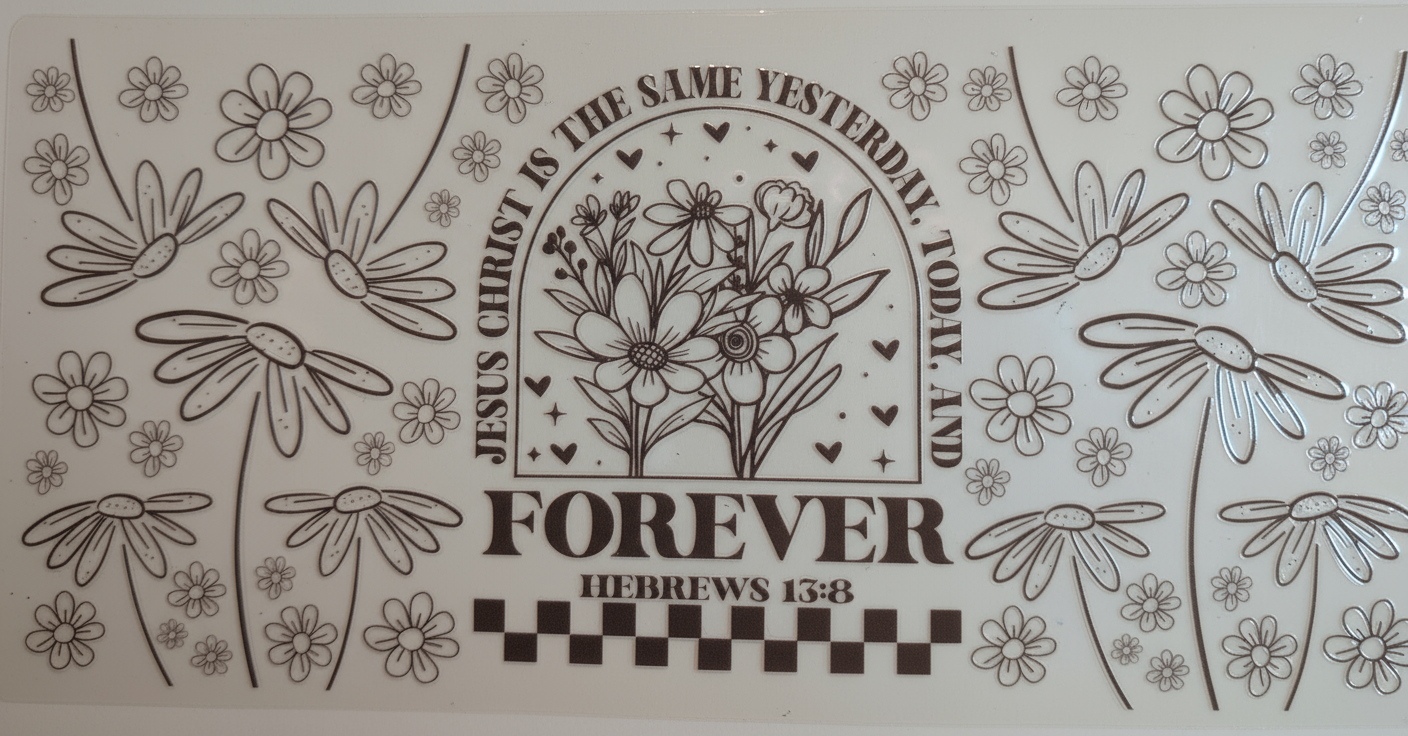 JESUS CHRIST IS THE SAME YESTERDAY, TODAY, AND
FOREVER
HEBREWS 13:8